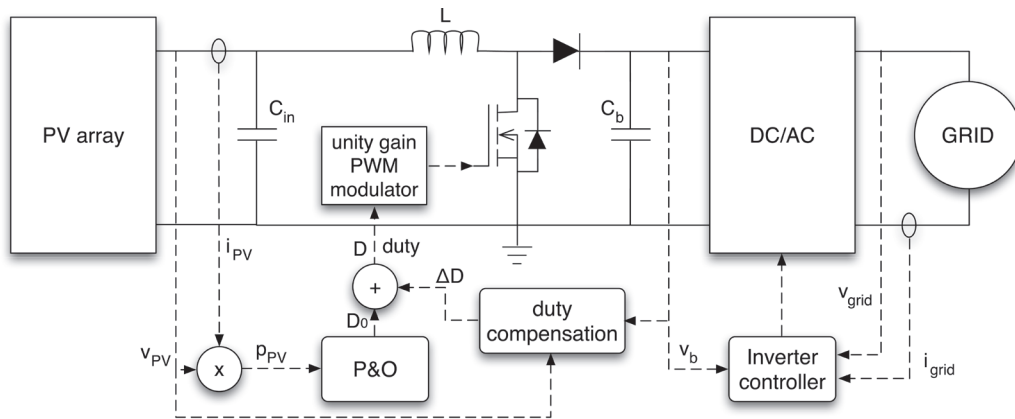 L
PV array
C_in
unity gain
PWM
modulator
C_b
DC/AC
GRID
i_PV
D duty
+
ΔD
D_0
duty
compensation
v_grid
v_PV
x
p_PV
P&O
v_b
Inverter
controller
i_grid